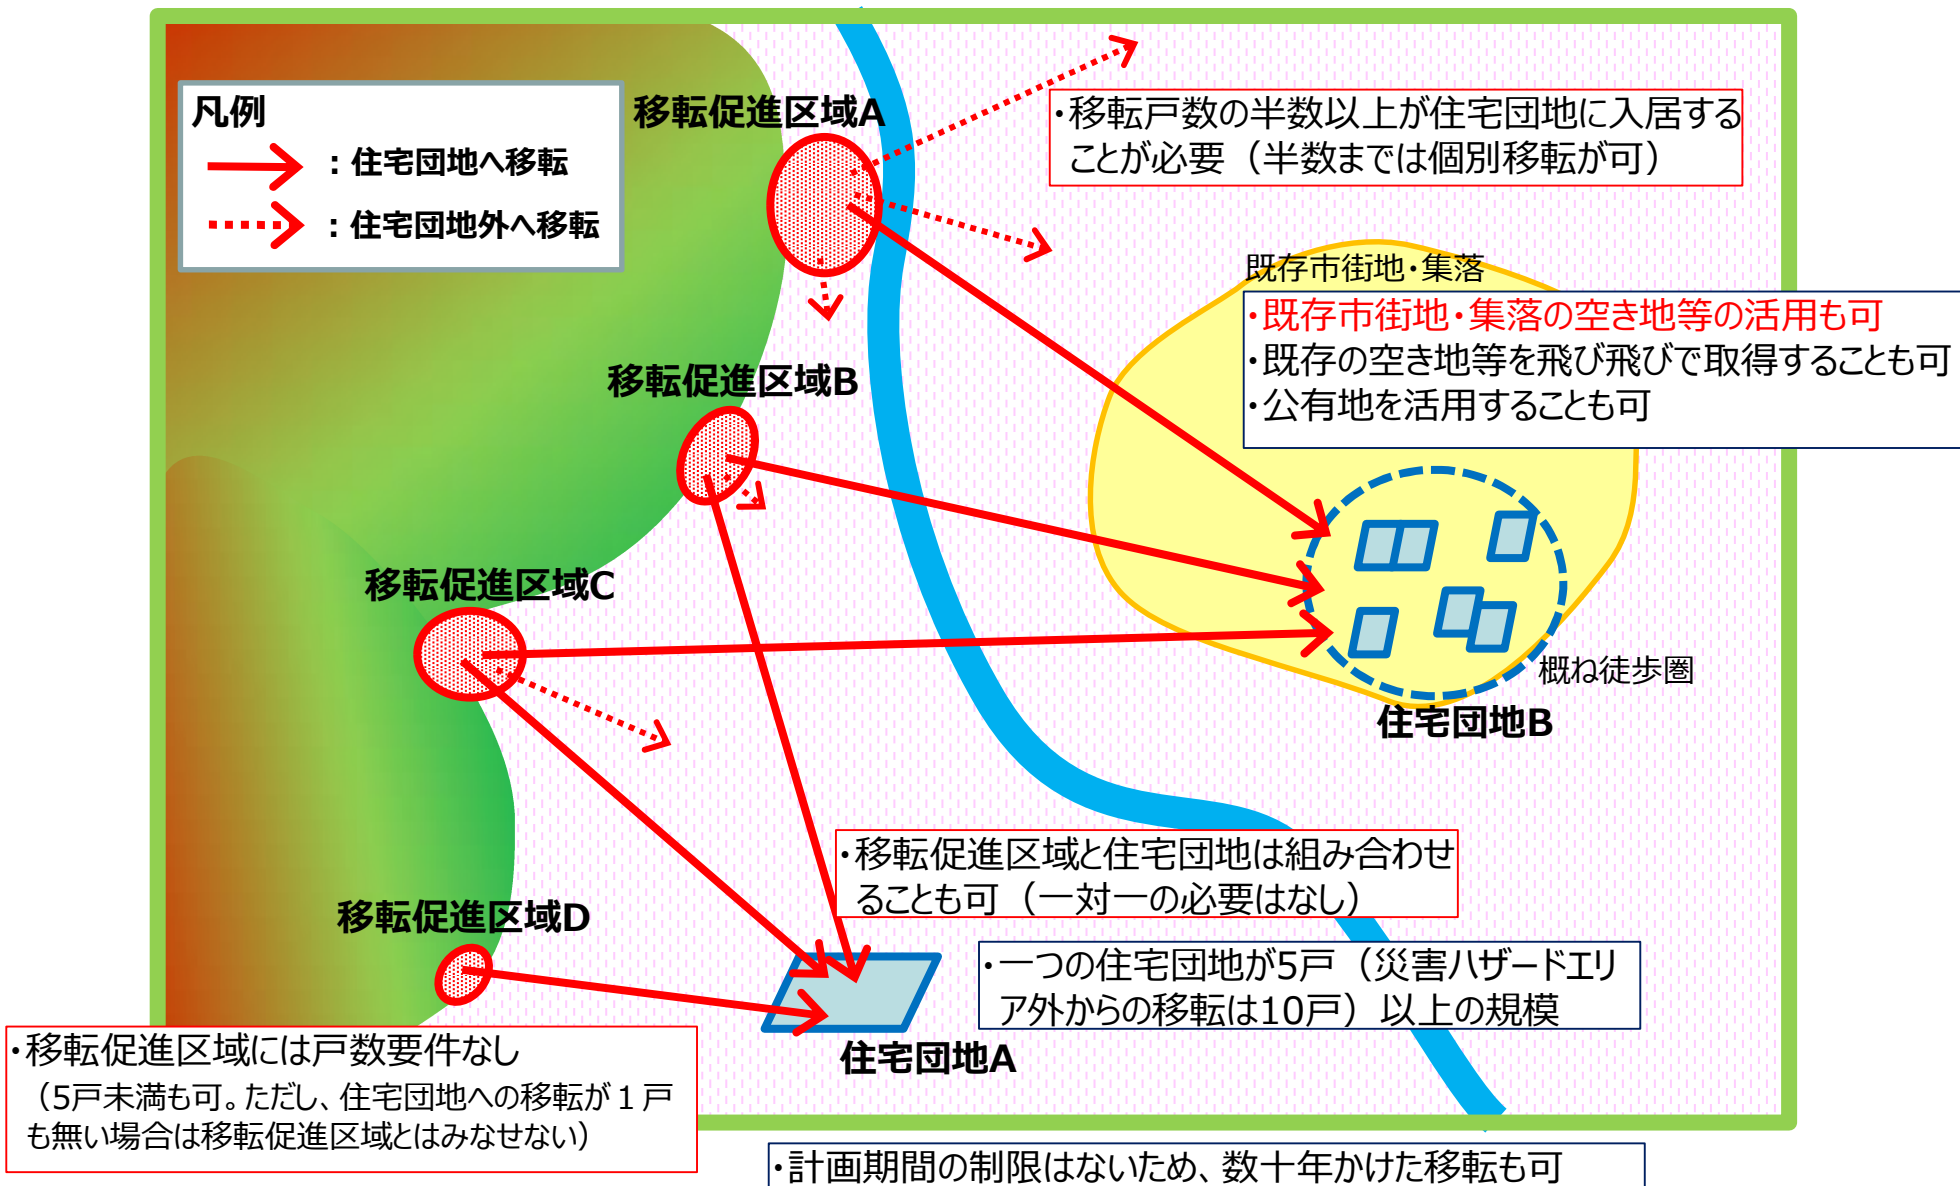 凡例
：住宅団地へ移転
：住宅団地外へ移転
移転促進区域A
・移転戸数の半数以上が住宅団地に入居する
ことが必要（半数までは個別移転が可）
既存市街地・集落
・既存市街地・集落の空き地等の活用も可
・既存の空き地等を飛び飛びで取得することも可
・公有地を活用することも可
移転促進区域B
移転促進区域C
概ね徒歩圏
住宅団地B
・移転促進区域と住宅団地は組み合わせ
ることも可（一対一の必要はなし）
移転促進区域D
・一つの住宅団地が5戸（災害ハザードエリ
ア外からの移転は10戸）以上の規模
住宅団地A
・移転促進区域には戸数要件なし
（5戸未満も可。ただし、住宅団地への移転が１戸
も無い場合は移転促進区域とはみなせない）
・計画期間の制限はないため、数十年かけた移転も可